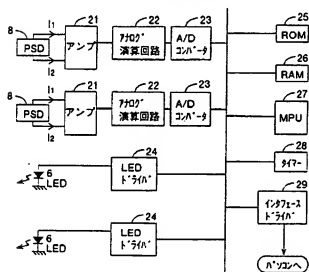 8
PSD
I1
I2
21
アンプ
22
アナログ
演算回路
23
A/D
コンバータ
8
PSD
I1
I2
21
アンプ
22
アナログ
演算回路
23
A/D
コンバータ
6
LED
24
LED
ドライバ
6
LED
24
LED
ドライバ
25
ROM
26
RAM
27
MPU
28
タイマー
29
インタフェース
ドライバ
パソコンへ